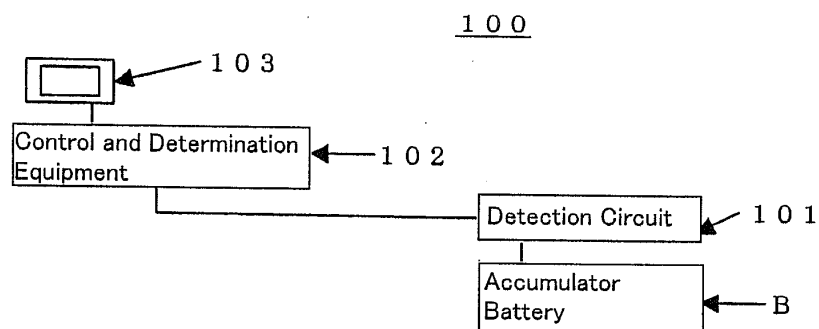 100
103
Control and Determination
Equipment
102
Detection Circuit
101
Accumulator
Battery
B